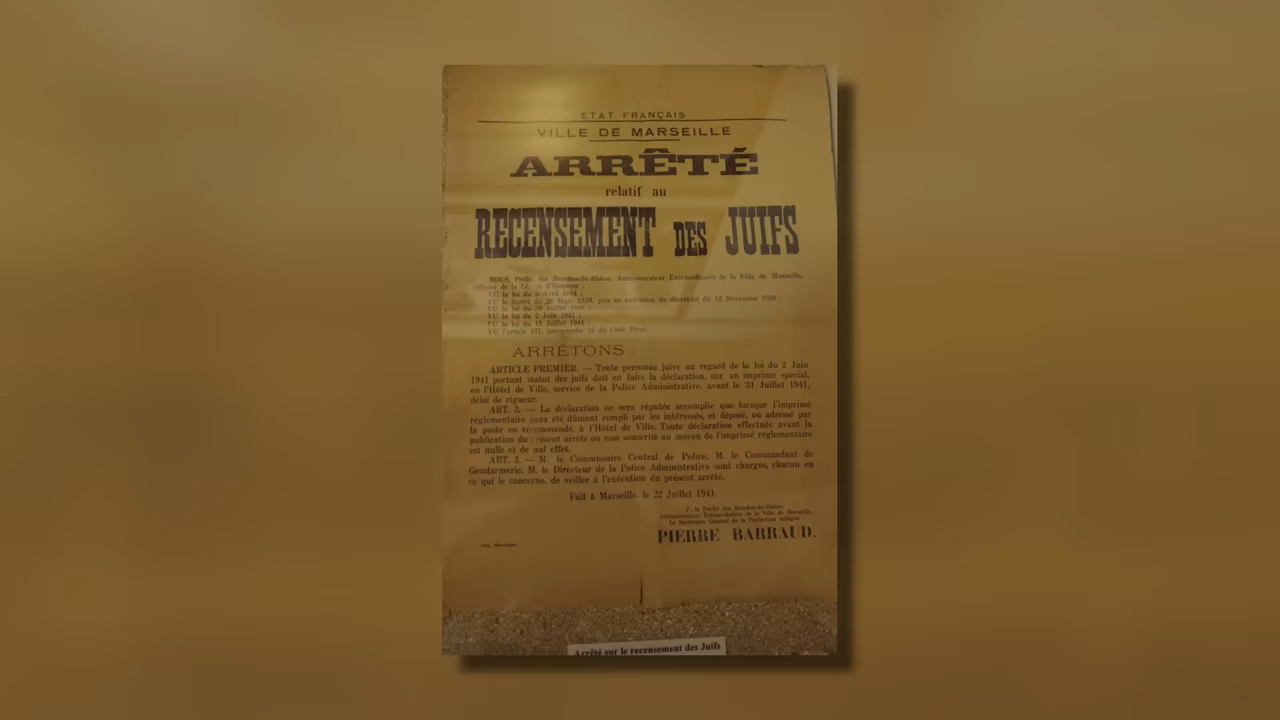 ÉTAT FRANÇAIS
VILLE DE MARSEILLE
ARRÊTÉ
relatif au
RECENSEMENT DES JUIFS
NOUS, Préfet des Bouches-du-Rhône, Administrateur Extraordinaire de la Ville de Marseille,
Officier de la d'Honneur ;
VU la loi du 5 Avril 1884 ;
VU le décret du 26 Mars 1939, pris en exécution du décret-loi du 12 Novembre 1938 ;
VU la loi du
VU la loi du 2 Juin 1941 ;
VU la loi du 13 Juillet 1941 ;
VU l'article 471, paragraphe 15 du Code Pénal.
ARRÊTONS :
ARTICLE PREMIER. — Toute personne juive au regard de la loi du 2 Juin
1941 portant statut des juifs doit en faire la déclaration, sur un imprimé spécial,
en l'Hôtel de Ville, service de la Police Administrative, avant le 31 Juillet 1941,
délai de rigueur.
ART. 2. — La déclaration ne sera réputée accomplie que lorsque l'imprimé
réglementaire aura été dûment rempli par les intéressés, et déposé, ou adressé par
la poste en recommandé, à l'Hôtel de Ville. Toute déclaration effectuée avant la
publication du résent arrêté ou non souscrite au moyen de l'imprimé réglementaire
est nulle et de nul effet.
ART. 3. — M. le Commissaire Central de Police, M. le Commandant de
Gendarmerie, M. le Directeur de la Police Administrative sont chargés, chacun en
ce qui le concerne, de veiller à l'exécution du présent arrêté.
Fait à Marseille, le 22 Juillet 1941.
P. le Préfet des Bouches-du-Rhône,
Administrateur Extraordinaire de la Ville de Marseille,
Le Secrétaire Général de la Préfecture délégué :
PIERRE BARRAUD.
Arrêté sur le recensement des Juifs